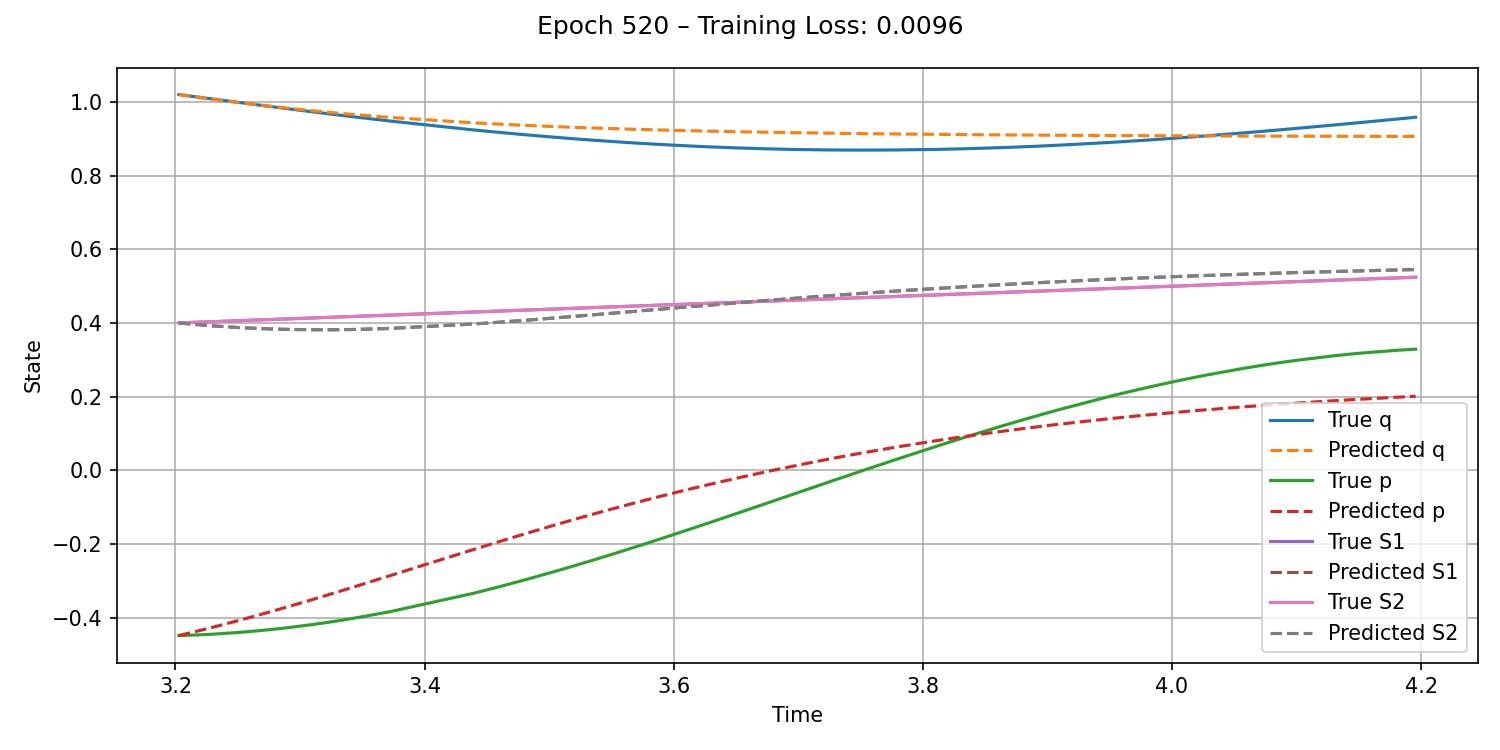 Epoch 520 – Training Loss: 0.0096
1.0
0.8
0.6
0.4
0.2
0.0
−0.2
−0.4
State
3.2
3.4
3.6
3.8
4.0
4.2
Time
True q
Predicted q
True p
Predicted p
True S1
Predicted S1
True S2
Predicted S2